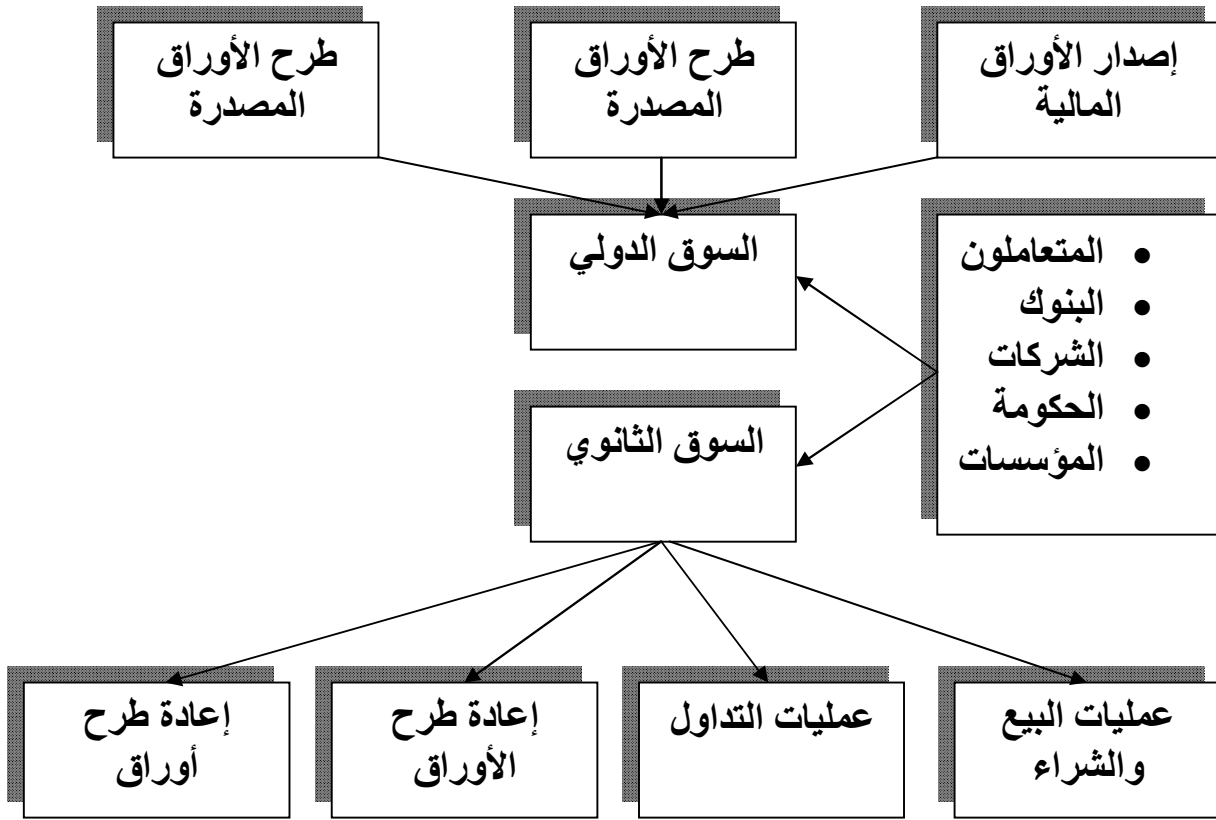 إصدار الأوراق
المالية
طرح الأوراق
المصدرة
طرح الأوراق
المصدرة
السوق الدولي
• المتعاملون
• البنوك
• الشركات
• الحكومة
• المؤسسات
السوق الثانوي
عمليات البيع
والشراء
عمليات التداول
إعادة طرح
الأوراق
إعادة طرح
أوراق